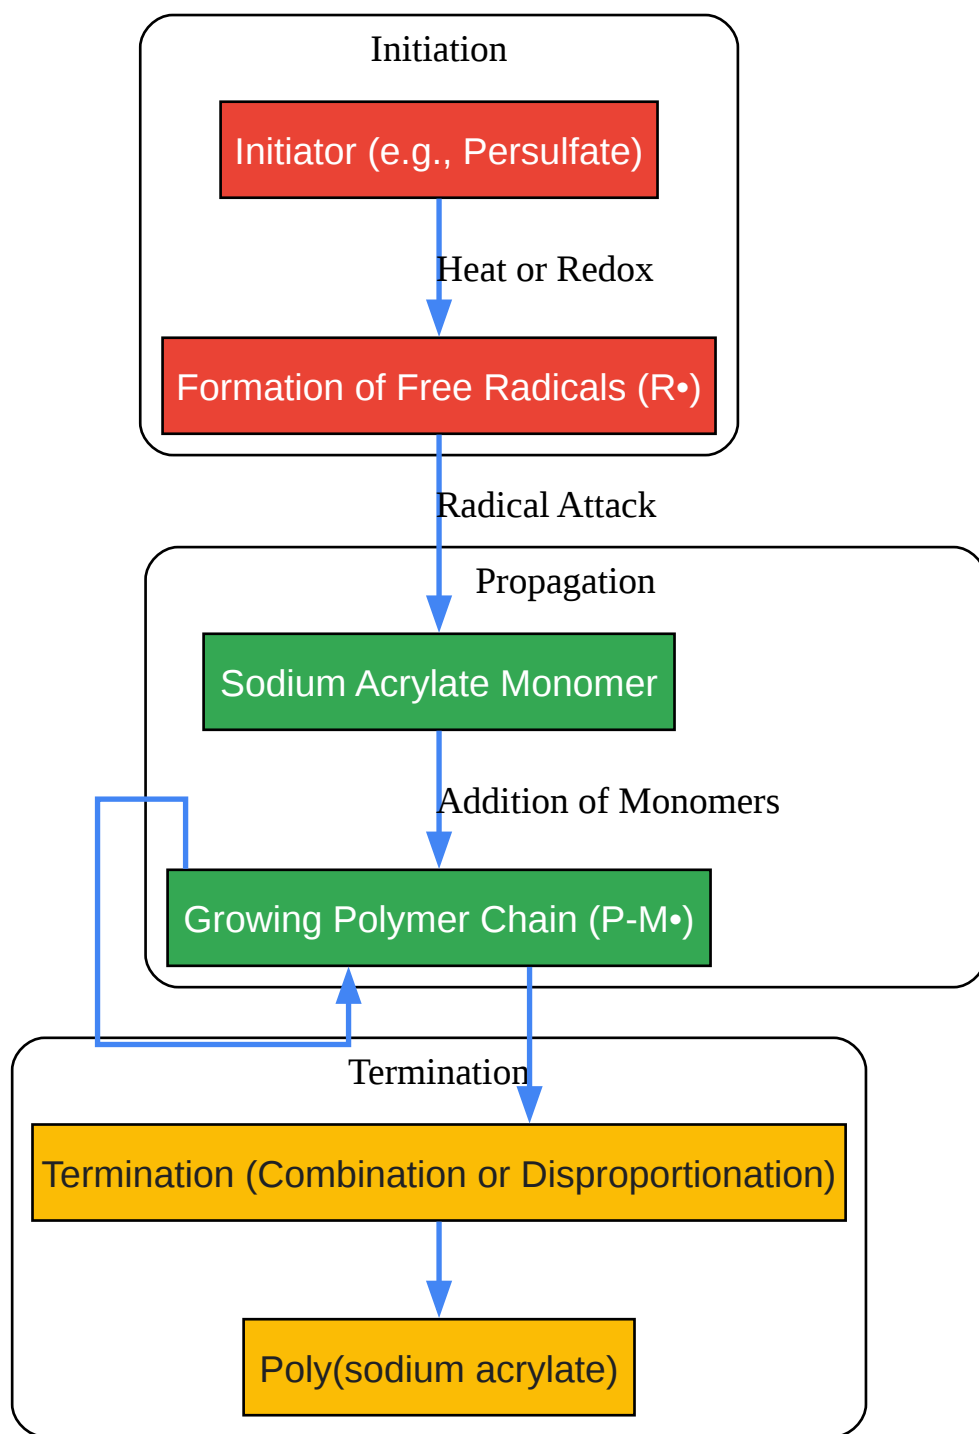 Initiation
Initiator (e.g., Persulfate)
Heat or Redox
Formation of Free Radicals (R•)
Radical Attack
Propagation
Sodium Acrylate Monomer
Addition of Monomers
Growing Polymer Chain (P-M•)
Termination
Termination (Combination or Disproportionation)
Poly(sodium acrylate)